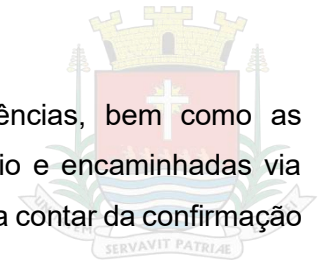 ências, bem como as
io e encaminhadas via
a contar da confirmação
SERVAVIT PATRIAE